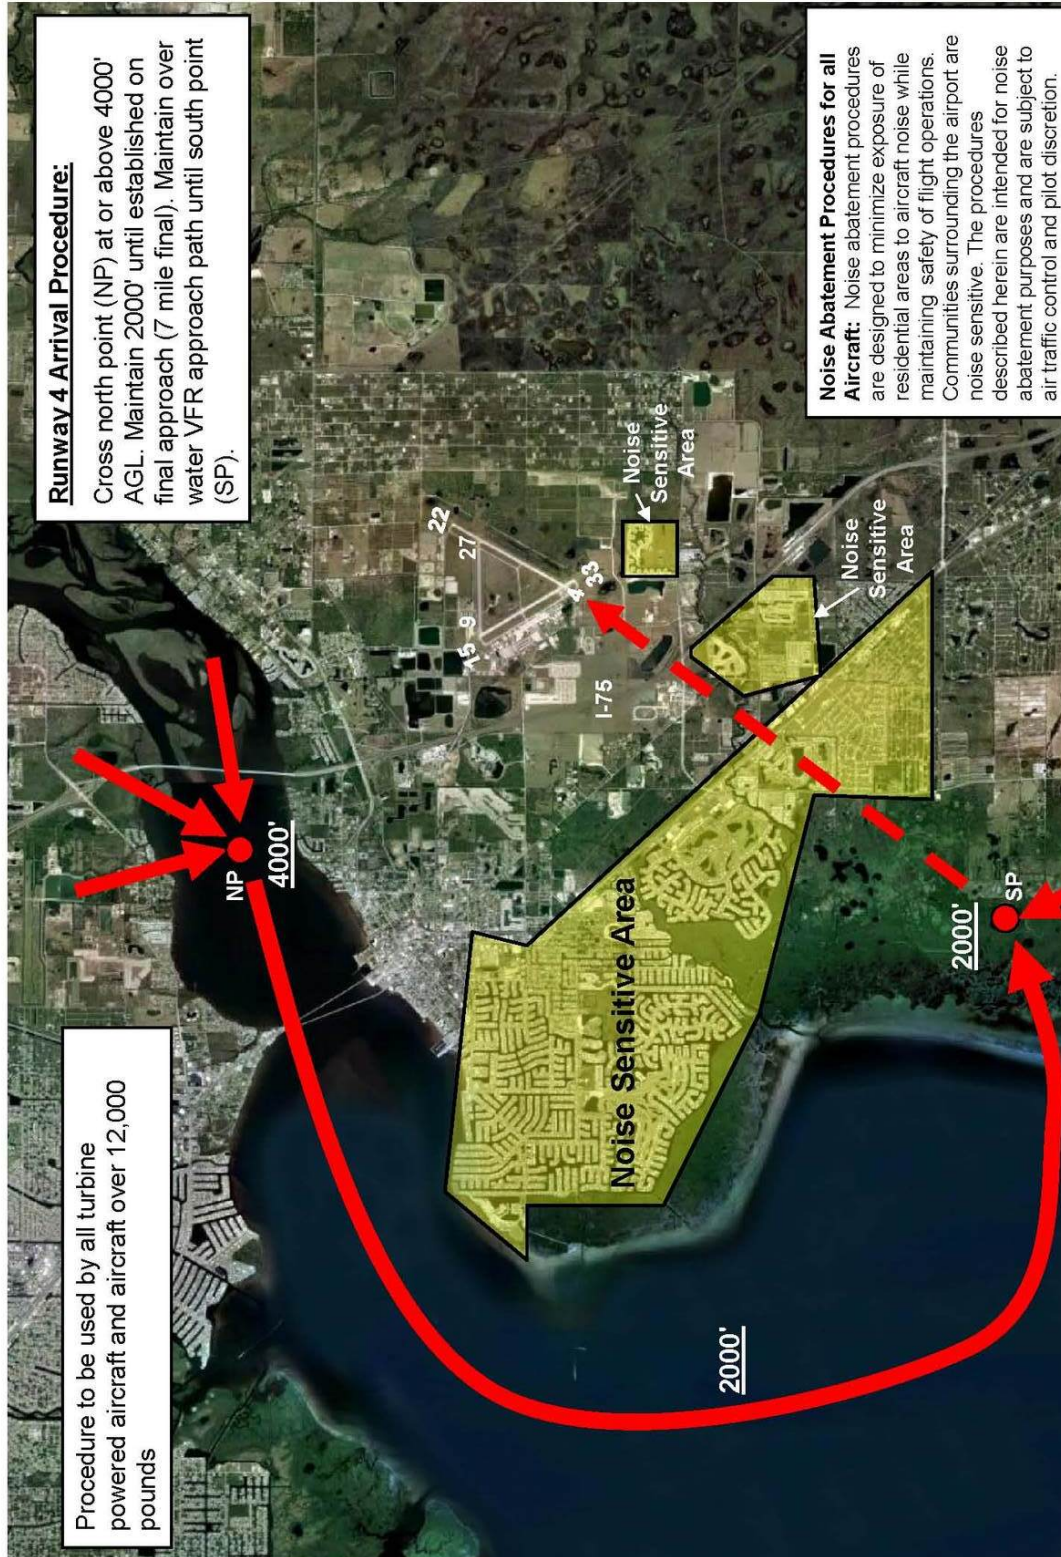 Procedure to be used by all turbine
powered aircraft and aircraft over 12,000
pounds
Runway 4 Arrival Procedure:
Cross north point (NP) at or above 4000'
AGL. Maintain 2000' until established on
final approach (7 mile final). Maintain over
water VFR approach path until south point
(SP).
NP
4000'
22
27
9
15
4
33
I-75
Noise
Sensitive
Area
Noise
Sensitive
Area
Noise Sensitive Area
2000'
2000'
SP
Noise Abatement Procedures for all
Aircraft: Noise abatement procedures
are designed to minimize exposure of
residential areas to aircraft noise while
maintaining safety of flight operations.
Communities surrounding the airport are
noise sensitive. The procedures
described herein are intended for noise
abatement purposes and are subject to
air traffic control and pilot discretion.